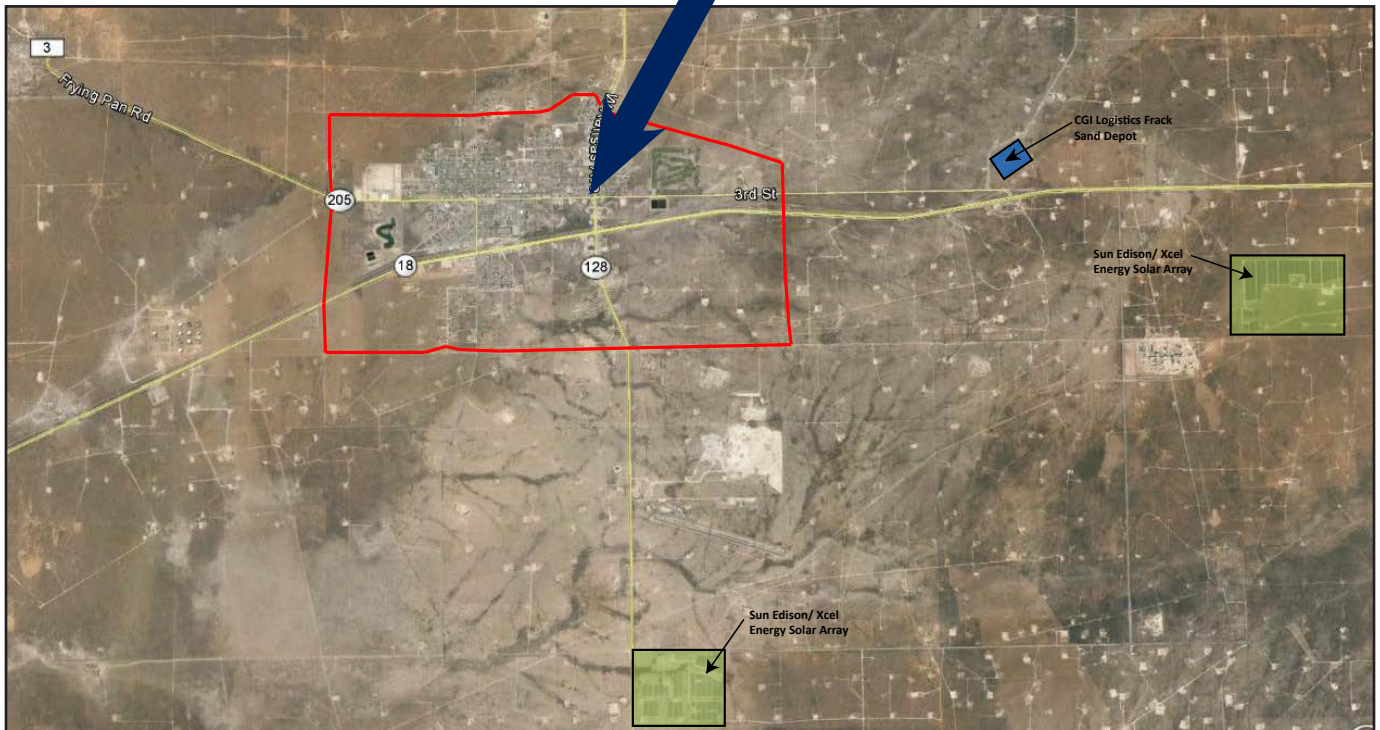 3
Frying Pan Rd
CGI Logistics Frack
Sand Depot
205
3rd St
18
128
Sun Edison/ Xcel
Energy Solar Array
Sun Edison/ Xcel
Energy Solar Array